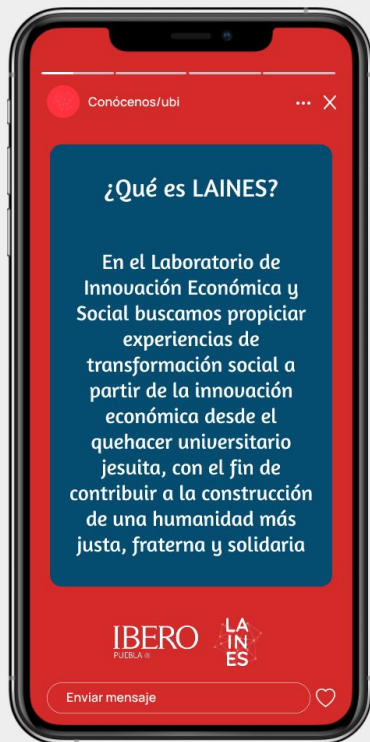 Conócenos/ubi
¿Qué es LAINES?
En el Laboratorio de
Innovación Económica y
Social buscamos propiciar
experiencias de
transformación social a
partir de la innovación
económica desde el
quehacer universitario
jesuita, con el fin de
contribuir a la construcción
de una humanidad más
justa, fraterna y solidaria
IBERO
PUEBLA
LA
IN
ES
Enviar mensaje